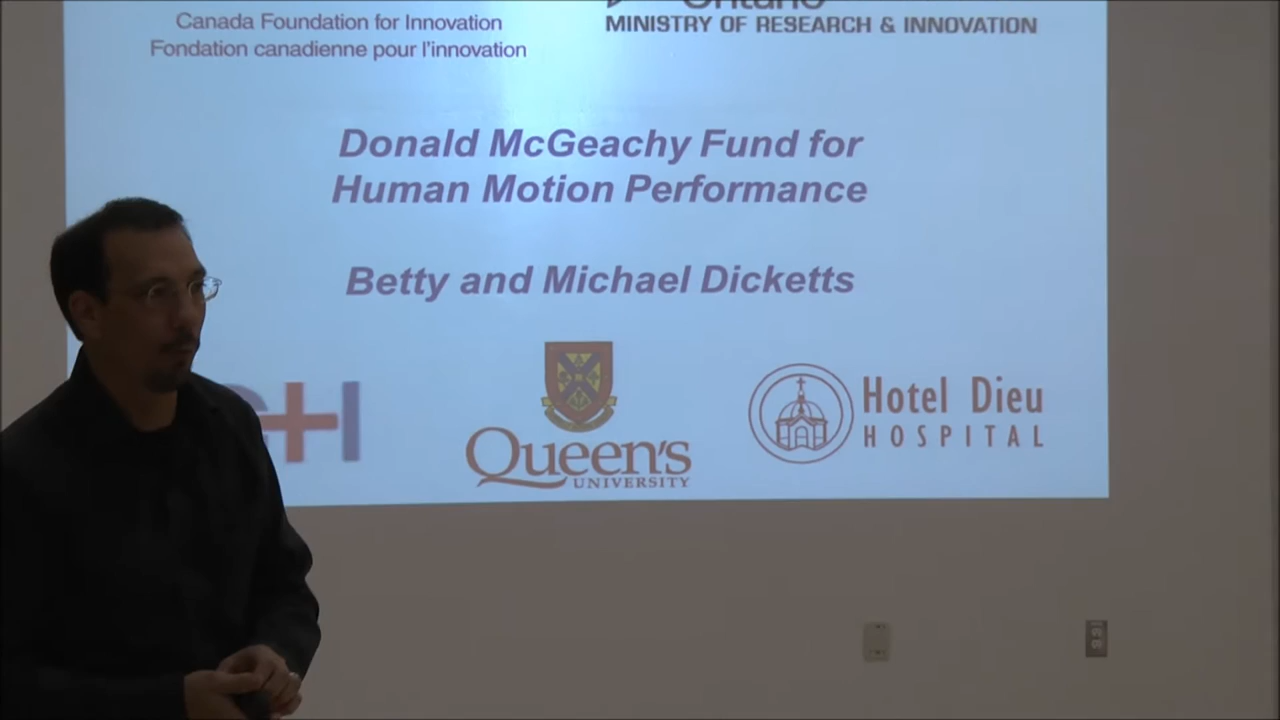 Canada Foundation for Innovation
Fondation canadienne pour l'innovation
Ontario
MINISTRY OF RESEARCH & INNOVATION
Donald McGeachy Fund for
Human Motion Performance
Betty and Michael Dicketts
Queen's
UNIVERSITY
Hotel Dieu
HOSPITAL